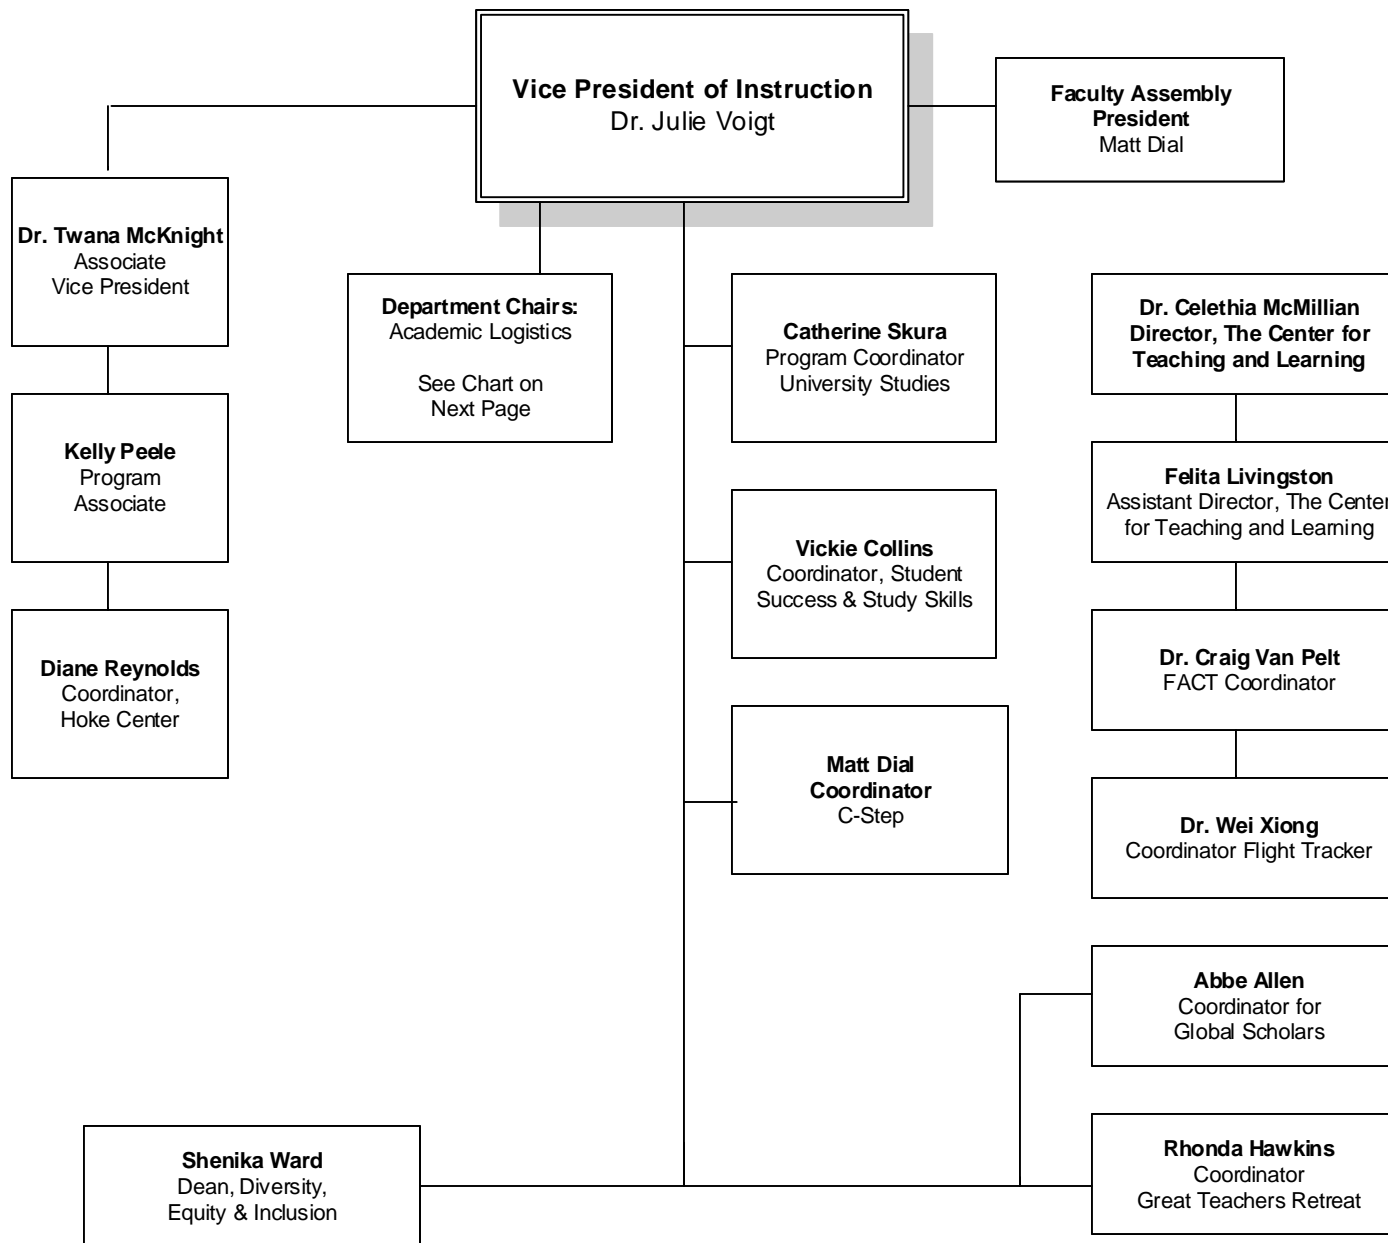 Vice President of Instruction
Dr. Julie Voigt
Faculty Assembly
President
Matt Dial
Dr. Twana McKnight
Associate
Vice President
Department Chairs:
Academic Logistics
See Chart on
Next Page
Catherine Skura
Program Coordinator
University Studies
Dr. Celethia McMillian
Director, The Center for
Teaching and Learning
Kelly Peele
Program
Associate
Felita Livingston
Assistant Director, The Center
for Teaching and Learning
Vickie Collins
Coordinator, Student
Success & Study Skills
Diane Reynolds
Coordinator,
Hoke Center
Dr. Craig Van Pelt
FACT Coordinator
Matt Dial
Coordinator
C-Step
Dr. Wei Xiong
Coordinator Flight Tracker
Abbe Allen
Coordinator for
Global Scholars
Shenika Ward
Dean, Diversity,
Equity & Inclusion
Rhonda Hawkins
Coordinator
Great Teachers Retreat